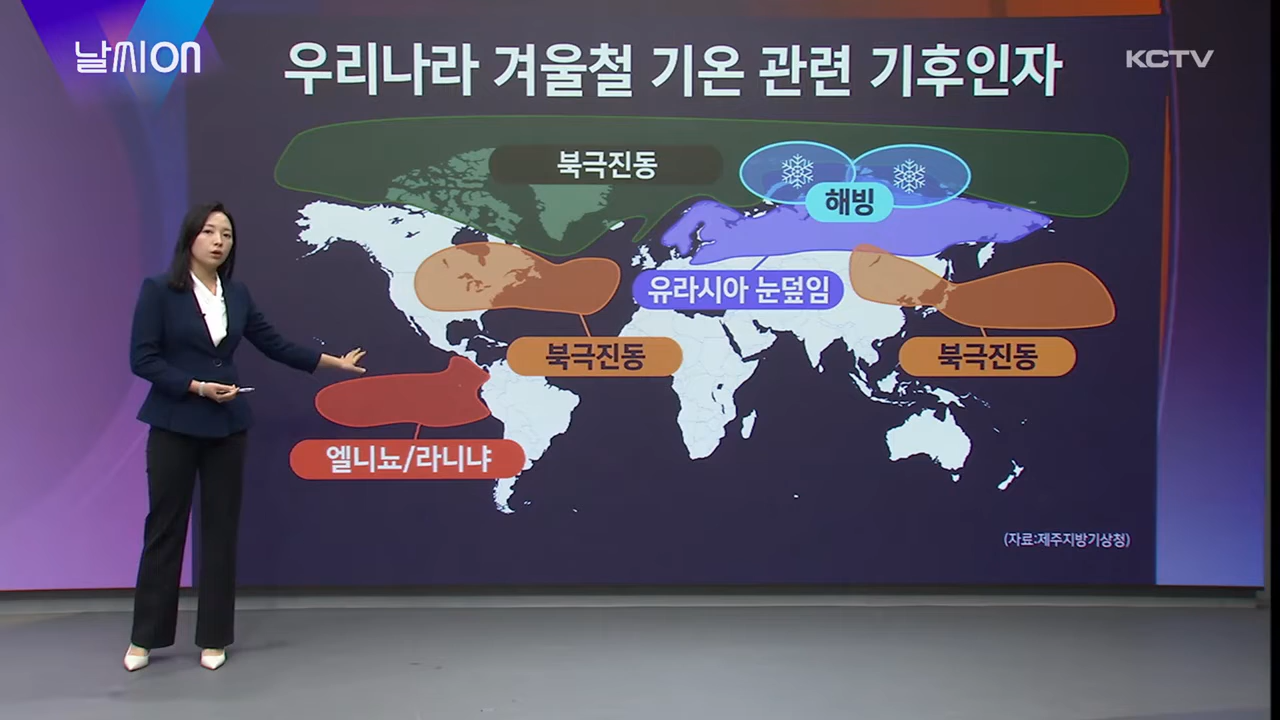 날씨ON
우리나라 겨울철 기온 관련 기후인자
KCTV
북극진동
해빙
유라시아 눈덮임
북극진동
북극진동
엘니뇨/라니냐
(자료:제주지방기상청)